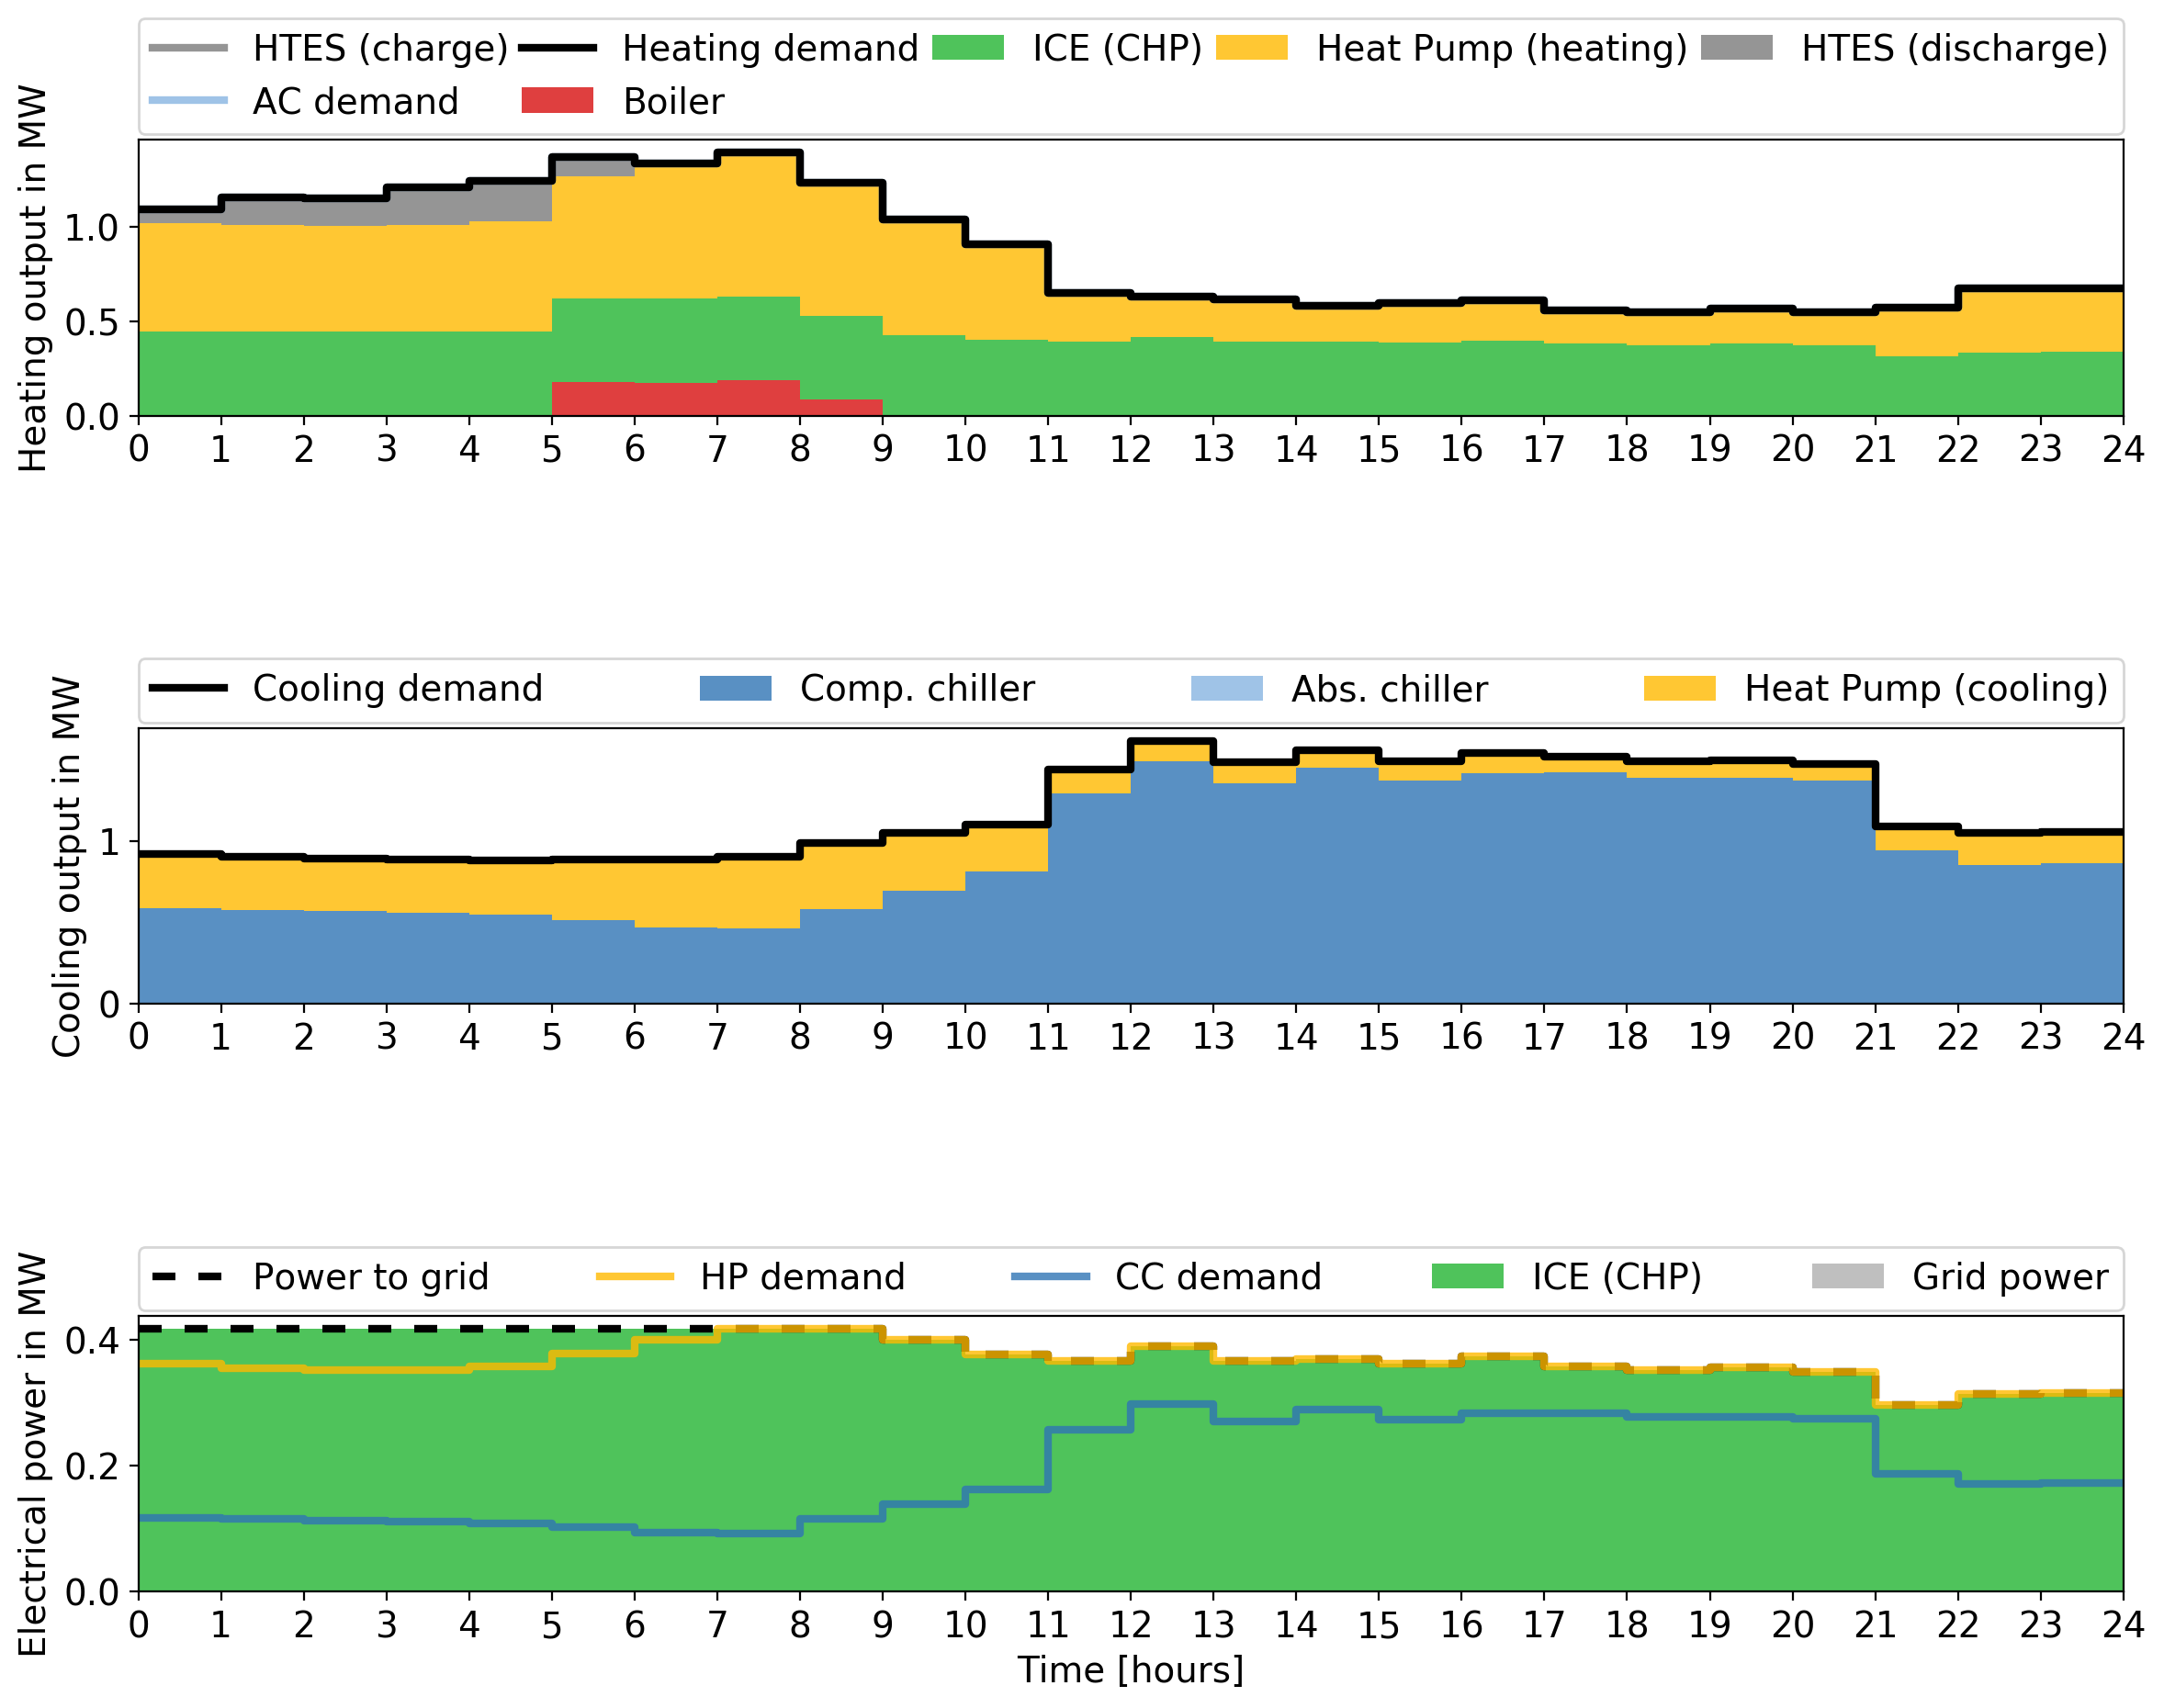 HTES (charge) Heating demand ICE (CHP) Heat Pump (heating) HTES (discharge)
AC demand Boiler
Heating output in MW
1.0
0.5
0.0
0 1 2 3 4 5 6 7 8 9 10 11 12 13 14 15 16 17 18 19 20 21 22 23 24
Cooling demand Comp. chiller Abs. chiller Heat Pump (cooling)
Cooling output in MW
1
0
0 1 2 3 4 5 6 7 8 9 10 11 12 13 14 15 16 17 18 19 20 21 22 23 24
Power to grid HP demand CC demand ICE (CHP) Grid power
Electrical power in MW
0.4
0.2
0.0
0 1 2 3 4 5 6 7 8 9 10 11 12 13 14 15 16 17 18 19 20 21 22 23 24
Time [hours]